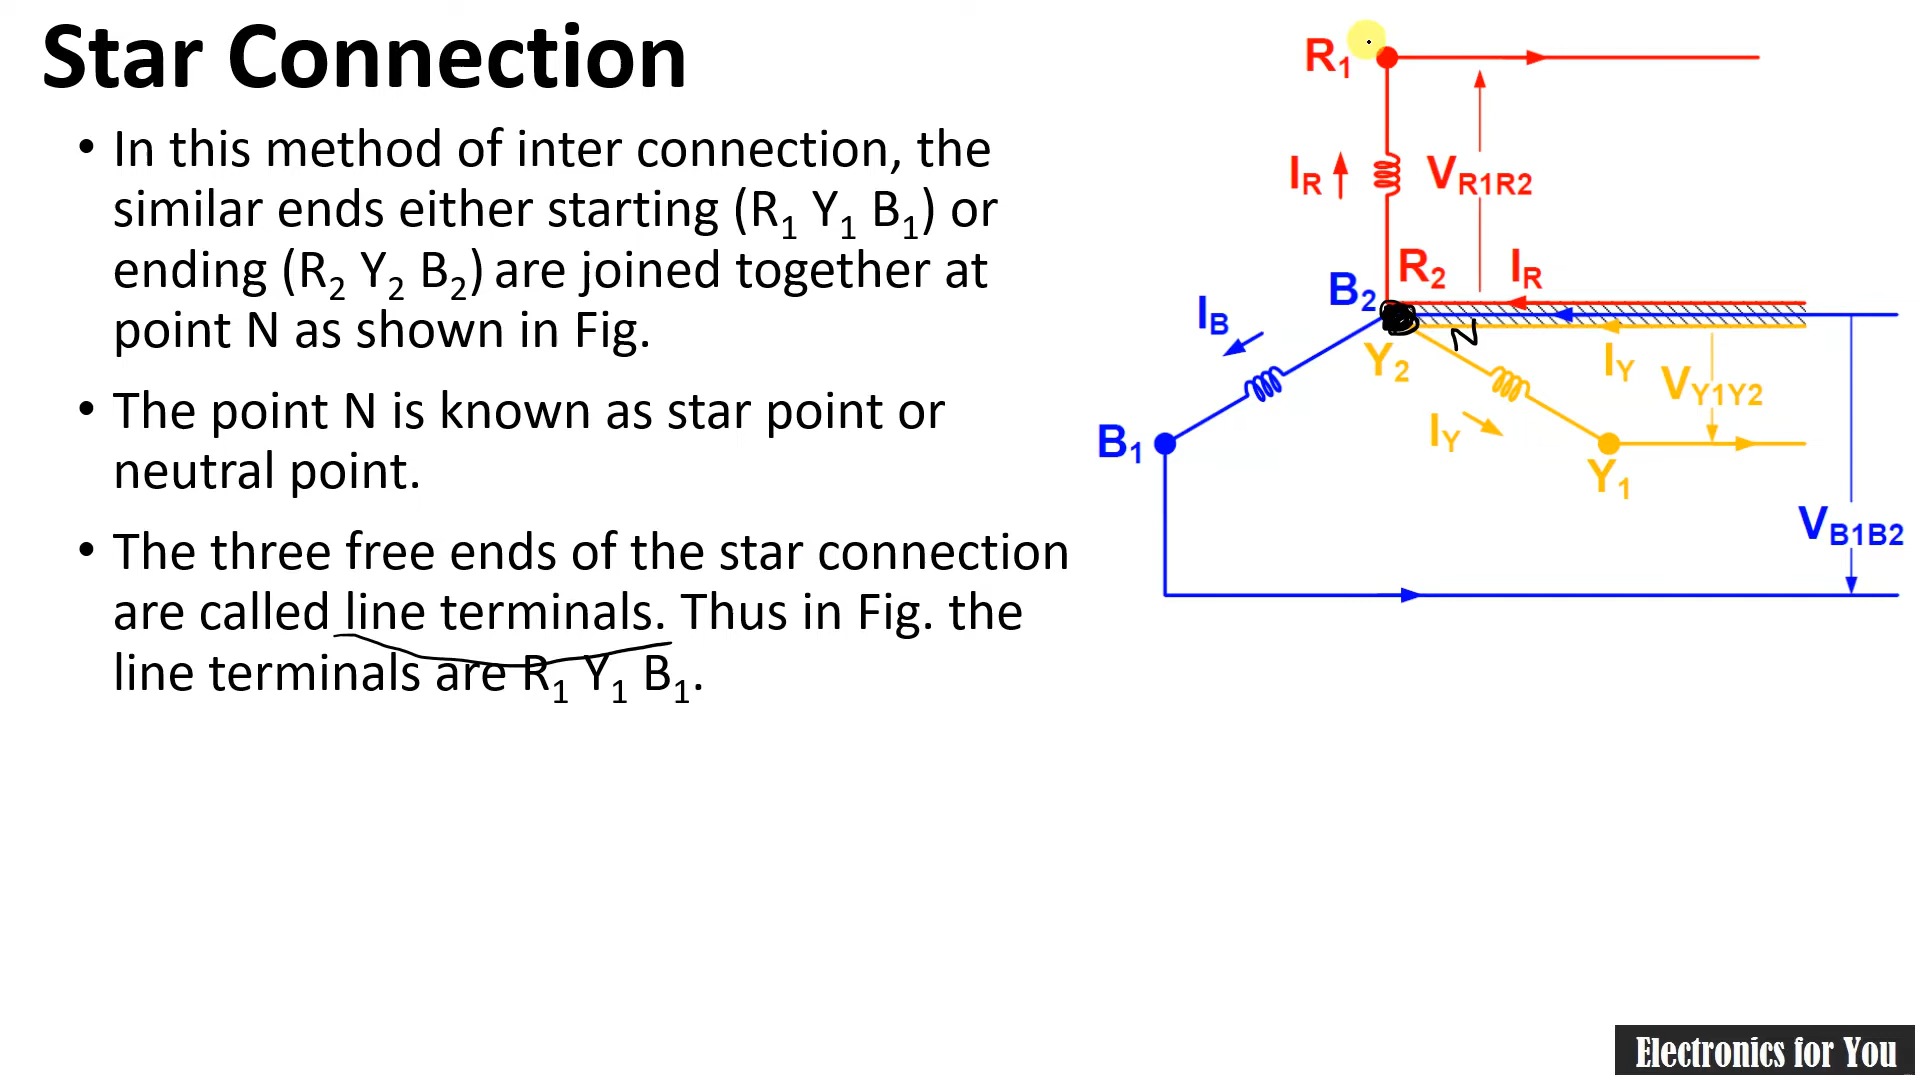 Star Connection
• In this method of inter connection, the
similar ends either starting (R₁ Y₁ B₁) or
ending (R₂ Y₂ B₂) are joined together at
point N as shown in Fig.
• The point N is known as star point or
neutral point.
• The three free ends of the star connection
are called line terminals. Thus in Fig. the
line terminals are R₁ Y₁ B₁.
R₁
I_R
V_R1R2
R₂
I_R
B₂
I_B
N
Y₂
I_Y
V_Y1Y2
I_Y
B₁
Y₁
V_B1B2
Electronics for You